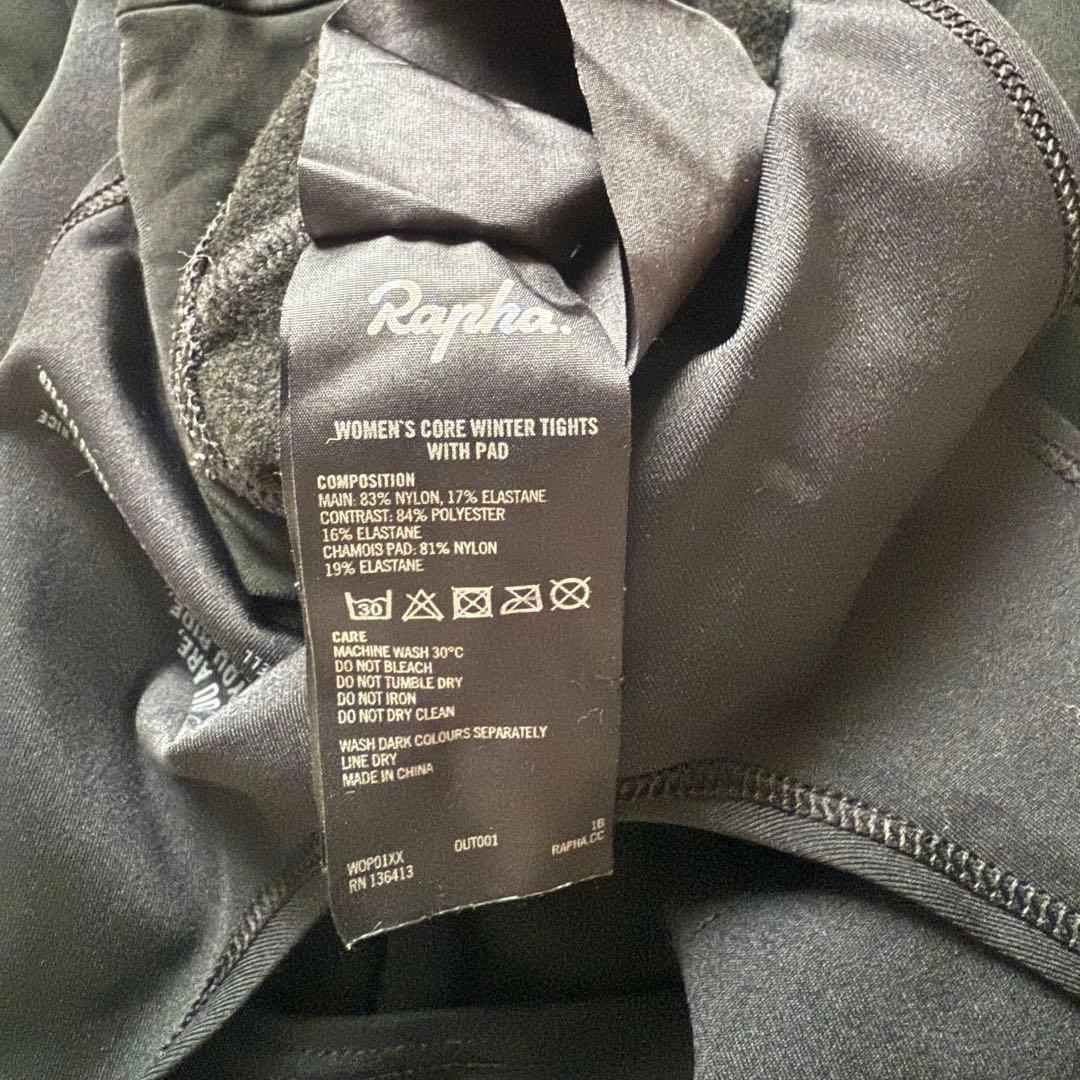 Rapha.
WOMEN'S CORE WINTER TIGHTS
WITH PAD
COMPOSITION
MAIN: 83% NYLON, 17% ELASTANE
CONTRAST: 84% POLYESTER
16% ELASTANE
CHAMOIS PAD: 81% NYLON
19% ELASTANE
30
CARE
MACHINE WASH 30°C
DO NOT BLEACH
DO NOT TUMBLE DRY
DO NOT IRON
DO NOT DRY CLEAN
WASH DARK COLOURS SEPARATELY
LINE DRY
MADE IN CHINA
WOP01XX OUT001 1B
RN 136413 RAPHA.CC
YOU ARE,